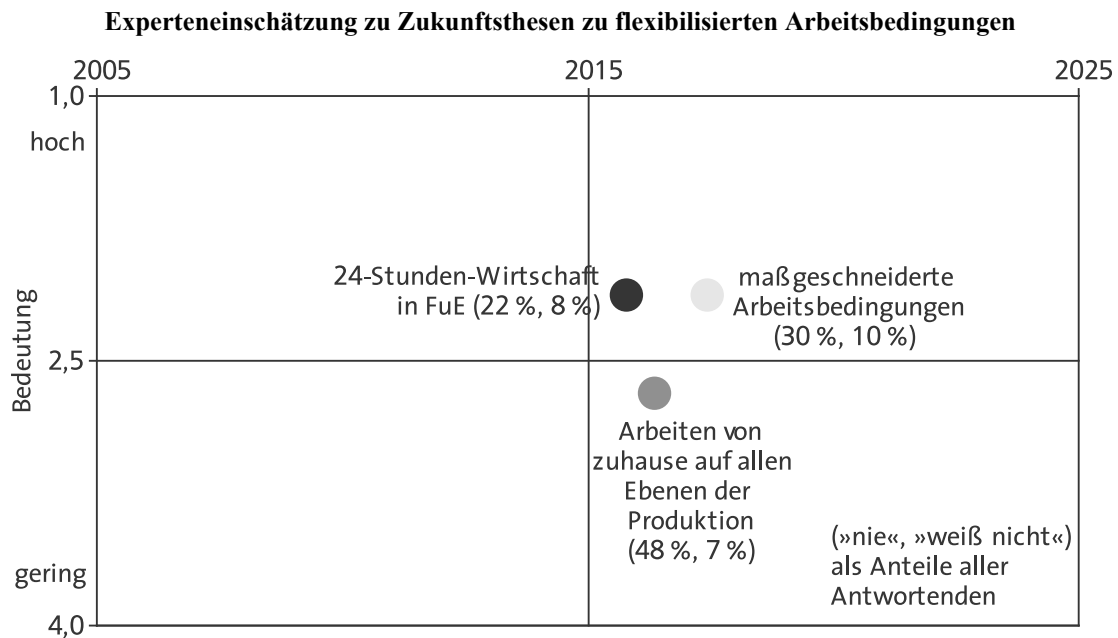 Experteneinschätzung zu Zukunftsthesen zu flexibilisierten Arbeitsbedingungen
2005
2015
2025
1,0
hoch
24-Stunden-Wirtschaft
in FuE (22 %, 8 %)
maßgeschneiderte
Arbeitsbedingungen
(30 %, 10 %)
Bedeutung
2,5
Arbeiten von
zuhause auf allen
Ebenen der
Produktion
(48 %, 7 %)
(»nie«, »weiß nicht«)
als Anteile aller
Antwortenden
gering
4,0